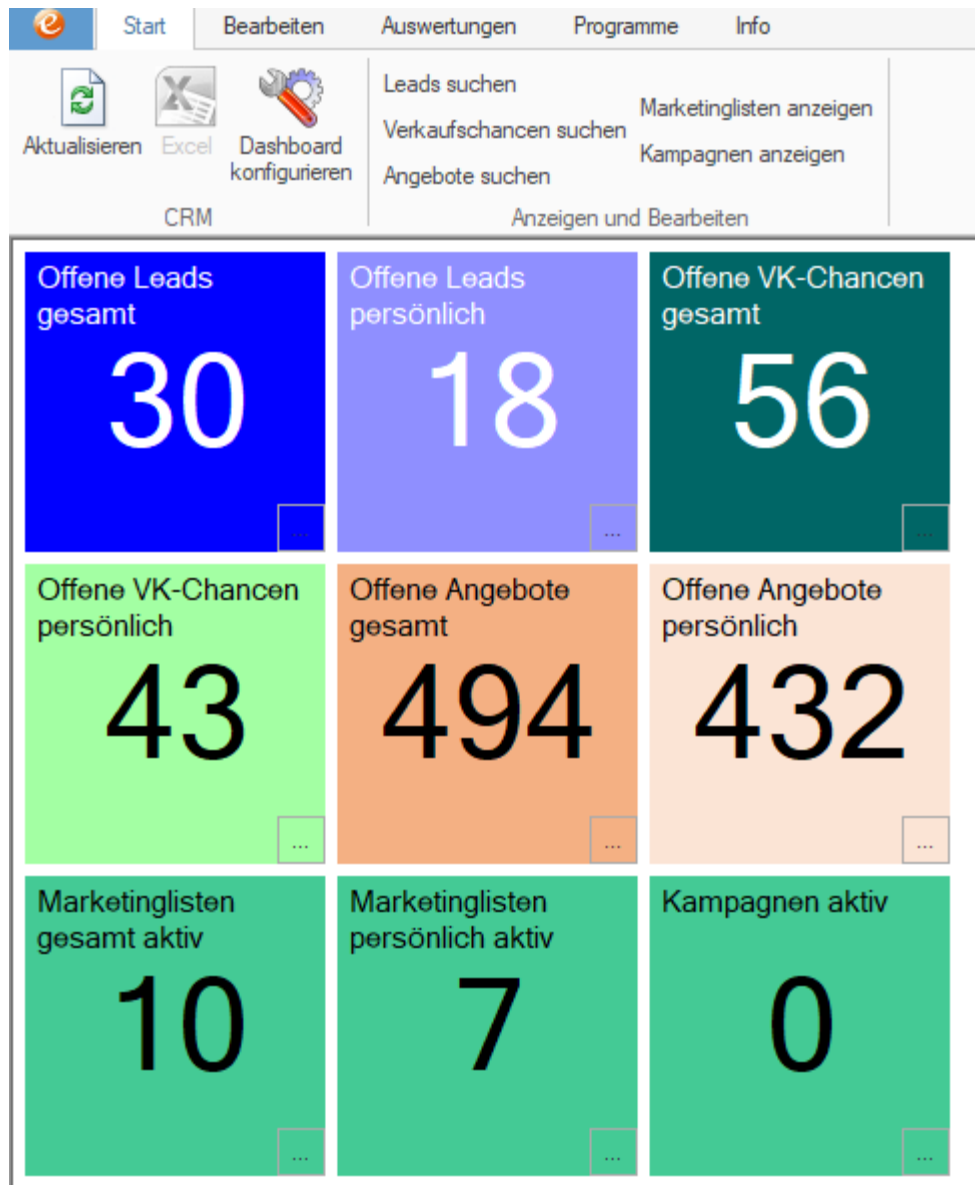 Start Bearbeiten Auswertungen Programme Info
Aktualisieren
Excel
Dashboard
konfigurieren
CRM
Leads suchen
Verkaufschancen suchen
Angebote suchen
Marketinglisten anzeigen
Kampagnen anzeigen
Anzeigen und Bearbeiten
Offene Leads
gesamt
30
...
Offene Leads
persönlich
18
...
Offene VK-Chancen
gesamt
56
...
Offene VK-Chancen
persönlich
43
...
Offene Angebote
gesamt
494
...
Offene Angebote
persönlich
432
...
Marketinglisten
gesamt aktiv
10
...
Marketinglisten
persönlich aktiv
7
...
Kampagnen aktiv
0
...